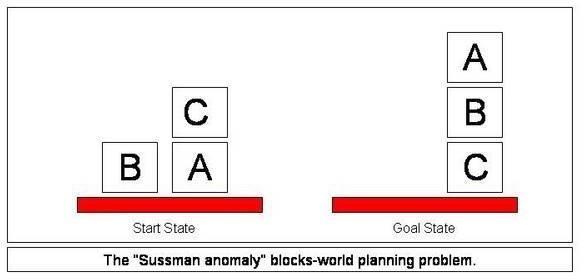 A
C
B
B
A
C
Start State
Goal State
The "Sussman anomaly" blocks-world planning problem.